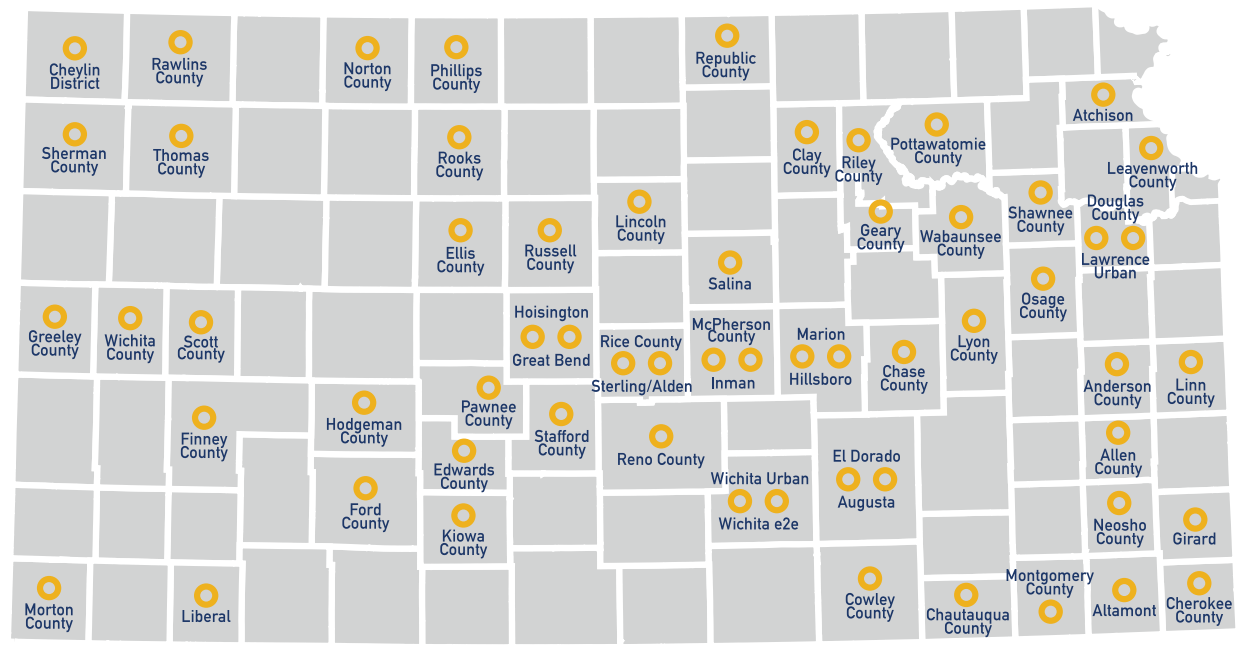 Cheylin
District
Rawlins
County
Norton
County
Phillips
County
Republic
County
Atchison
Sherman
County
Thomas
County
Rooks
County
Clay
County
Riley
County
Pottawatomie
County
Leavenworth
County
Ellis
County
Russell
County
Lincoln
County
Salina
Geary
County
Wabaunsee
County
Shawnee
County
Douglas
County
Lawrence
Urban
Osage
County
Greeley
County
Wichita
County
Scott
County
Hoisington
Great Bend
Rice County
Sterling/Alden
McPherson
County
Inman
Marion
Hillsboro
Chase
County
Lyon
County
Anderson
County
Linn
County
Finney
County
Hodgeman
County
Pawnee
County
Stafford
County
Edwards
County
Reno County
Wichita Urban
Wichita e2e
El Dorado
Augusta
Allen
County
Ford
County
Kiowa
County
Neosho
County
Girard
Morton
County
Liberal
Cowley
County
Chautauqua
County
Montgomery
County
Altamont
Cherokee
County